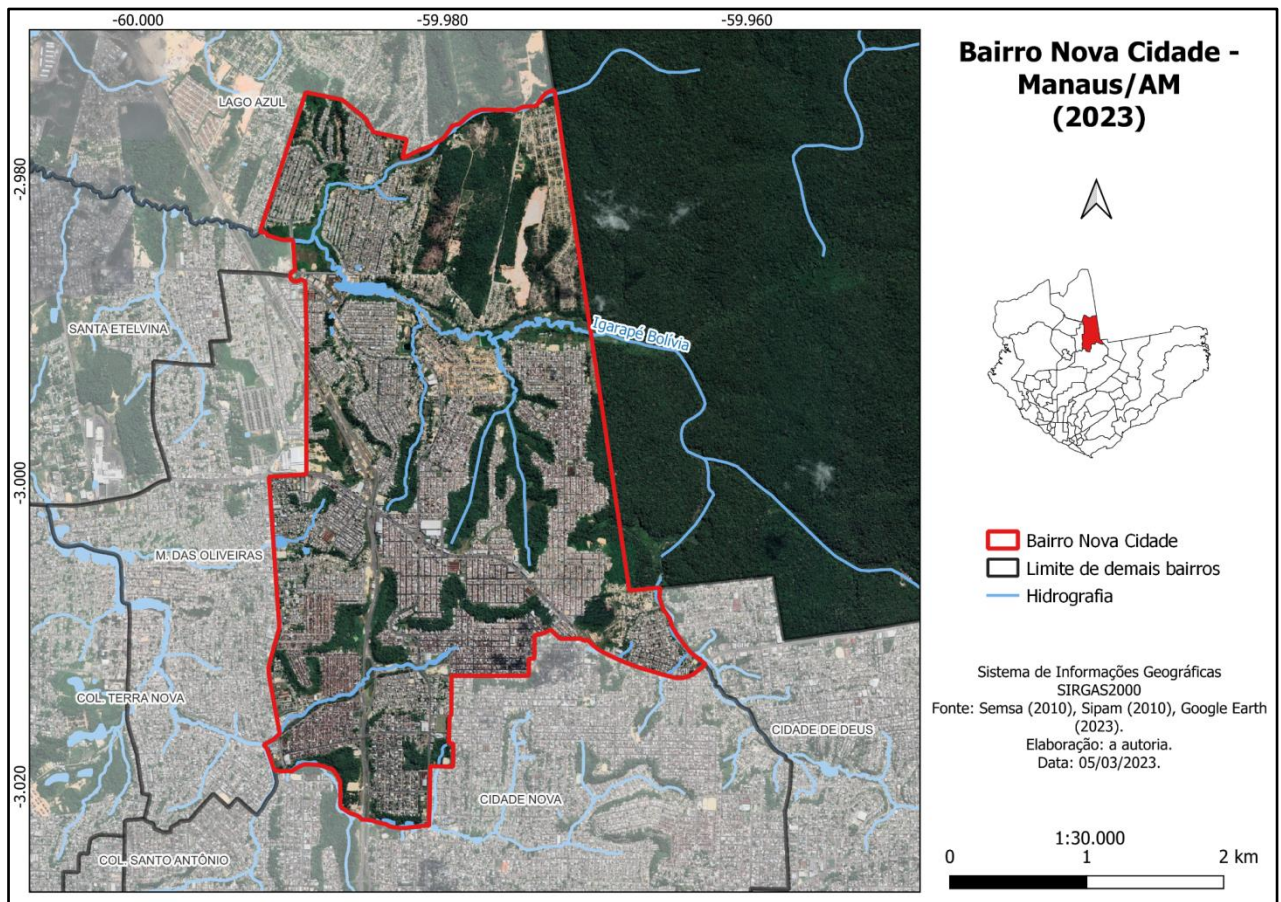 -60.000
-59.980
-59.960
-2.980
-3.000
-3.020
LAGO AZUL
SANTA ETELVINA
Igarapé Bolívia
M. DAS OLIVEIRAS
COL. TERRA NOVA
CIDADE DE DEUS
CIDADE NOVA
COL. SANTO ANTÔNIO
Bairro Nova Cidade -
Manaus/AM
(2023)
Bairro Nova Cidade
Limite de demais bairros
Hidrografia
Sistema de Informações Geográficas
SIRGAS2000
Fonte: Semsa (2010), Sipam (2010), Google Earth
(2023).
Elaboração: a autoria.
Data: 05/03/2023.
1:30.000
0 1 2 km